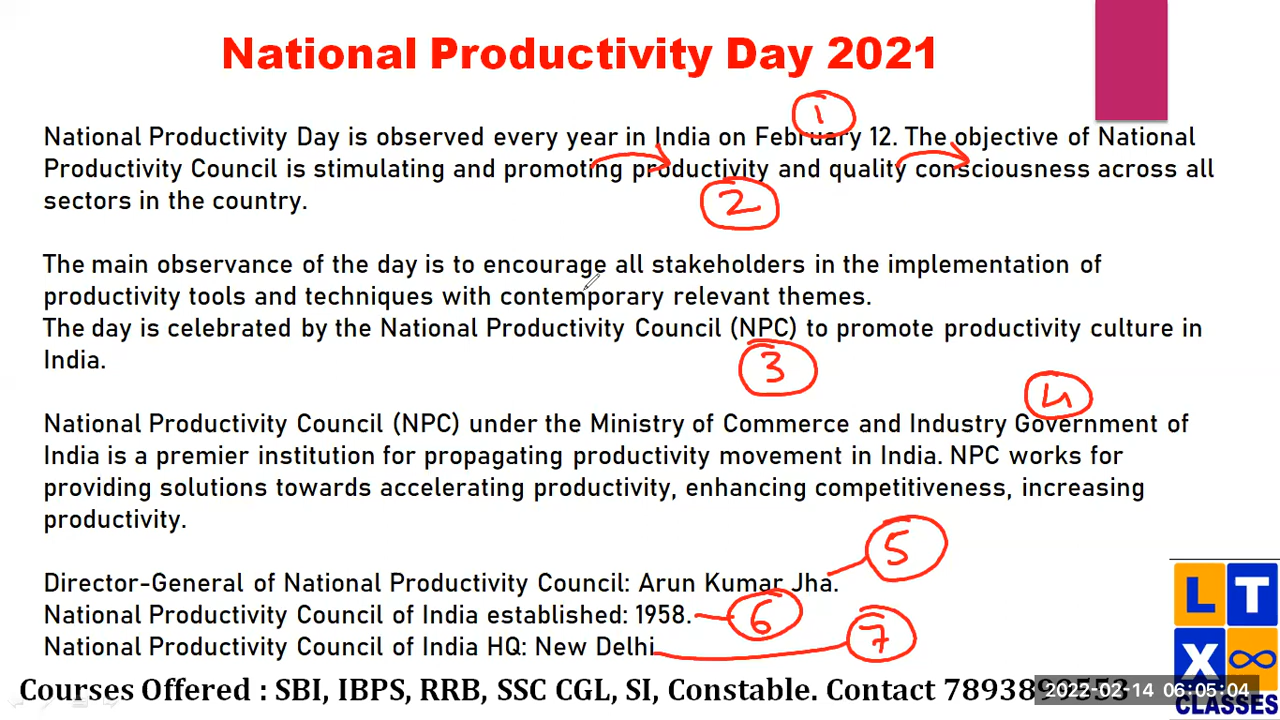 National Productivity Day 2021
1
National Productivity Day is observed every year in India on February 12. The objective of National
Productivity Council is stimulating and promoting productivity and quality consciousness across all
sectors in the country.
2
The main observance of the day is to encourage all stakeholders in the implementation of
productivity tools and techniques with contemporary relevant themes.
The day is celebrated by the National Productivity Council (NPC) to promote productivity culture in
India.
3
4
National Productivity Council (NPC) under the Ministry of Commerce and Industry Government of
India is a premier institution for propagating productivity movement in India. NPC works for
providing solutions towards accelerating productivity, enhancing competitiveness, increasing
productivity.
5
Director-General of National Productivity Council: Arun Kumar Jha.
National Productivity Council of India established: 1958.
6
National Productivity Council of India HQ: New Delhi
7
LT
X∞
CLASSES
Courses Offered : SBI, IBPS, RRB, SSC CGL, SI, Constable. Contact 7893899553
2022-02-14 06:05:04